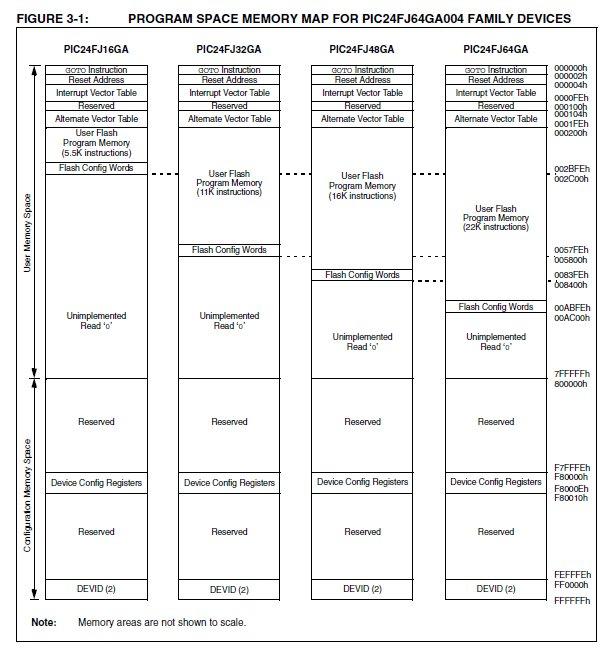 FIGURE 3-1: PROGRAM SPACE MEMORY MAP FOR PIC24FJ64GA004 FAMILY DEVICES
PIC24FJ16GA PIC24FJ32GA PIC24FJ48GA PIC24FJ64GA
GOTO Instruction GOTO Instruction GOTO Instruction GOTO Instruction 000000h
Reset Address Reset Address Reset Address Reset Address 000002h
000004h
Interrupt Vector Table Interrupt Vector Table Interrupt Vector Table Interrupt Vector Table
0000FEh
Reserved Reserved Reserved Reserved 000100h
000104h
Alternate Vector Table Alternate Vector Table Alternate Vector Table Alternate Vector Table
0001FEh
000200h
User Flash
Program Memory
(5.5K instructions)
Flash Config Words
002BFEh
002C00h
User Flash
Program Memory
(11K instructions)
User Flash
Program Memory
(16K instructions)
User Flash
Program Memory
(22K instructions)
User Memory Space
Flash Config Words
0057FEh
005800h
Flash Config Words
0083FEh
008400h
Flash Config Words
00ABFEh
00AC00h
Unimplemented Unimplemented Unimplemented Unimplemented
Read ‘0’ Read ‘0’ Read ‘0’ Read ‘0’
7FFFFFh
800000h
Reserved Reserved Reserved Reserved
Configuration Memory Space
F7FFFEh
F80000h
Device Config Registers Device Config Registers Device Config Registers Device Config Registers
F8000Eh
F80010h
Reserved Reserved Reserved Reserved
FEFFFEh
FF0000h
DEVID (2) DEVID (2) DEVID (2) DEVID (2)
FFFFFFh
Note: Memory areas are not shown to scale.